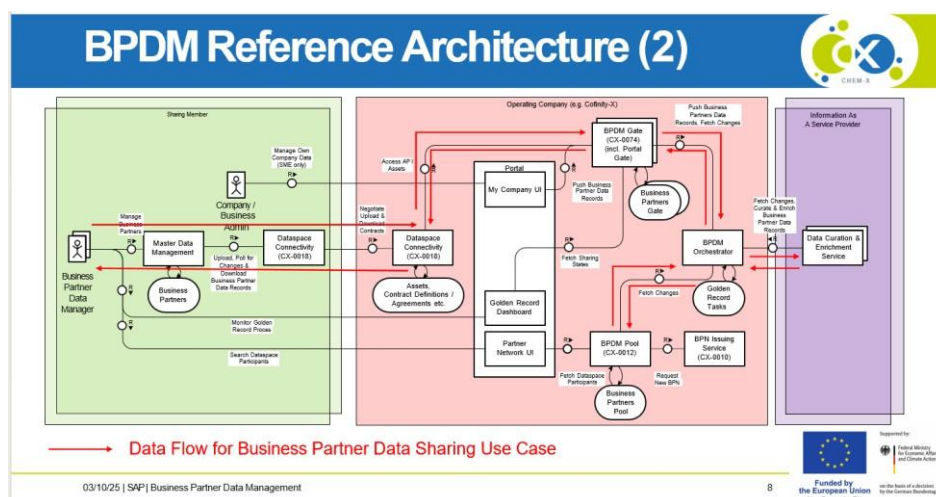 BPDM Reference Architecture (2)
CX
CHEM-X
Sharing Member
Operating Company (e.g. Cofinity-X)
Information As
A Service Provider
Manage Own
Company Data
(SME only)
R
Company /
Business
Admin
Manage
Business
Partners
R
Business
Partner Data
Manager
Master Data
Management
R
Upload, Poll for
Changes &
Download
Business Partner
Data Records
Business
Partners
Dataspace
Connectivity
(CX-0018)
Negotiate
Upload &
Download
Contracts
R
R
R
Monitor Golden
Record Proces
Search Dataspace
Participants
Access API
Assets
R
Dataspace
Connectivity
(CX-0018)
Assets,
Contract Definitions /
Agreements etc.
Portal
My Company UI
Golden Record
Dashboard
Partner
Network UI
R
Push Business
Partner Data
Records
R
Fetch Sharing
States
BPDM Gate
(CX-0074)
(incl. Portal
Gate)
Business
Partners
Gate
Push Business
Partners Data
Records, Fetch Changes
R
BPDM
Orchestrator
Golden
Record
Tasks
R
Fetch Changes
R
Fetch Dataspace
Participants
BPDM Pool
(CX-0012)
Business
Partners
Pool
R
Request
New BPN
BPN Issuing
Service
(CX-0010)
Fetch Changes,
Curate & Enrich
Business
Partner Data
Records
R
Data Curation &
Enrichment
Service
Data Flow for Business Partner Data Sharing Use Case
03/10/25 | SAP| Business Partner Data Management
8
Funded by
the European Union
Supported by:
Federal Ministry
for Economic Affairs
and Climate Action
on the basis of a decision
by the German Bundestag